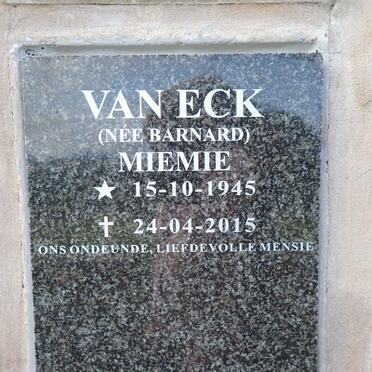 VAN ECK
(NÉE BARNARD)
MIEMIE
★ 15-10-1945
✝ 24-04-2015
ONS ONDEUNDE, LIEFDEVOLLE MENSIE